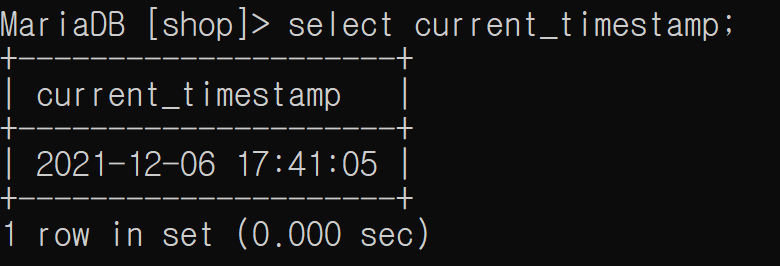 MariaDB [shop]> select current_timestamp;
+---------------------+
| current_timestamp   |
+---------------------+
| 2021-12-06 17:41:05 |
+---------------------+
1 row in set (0.000 sec)